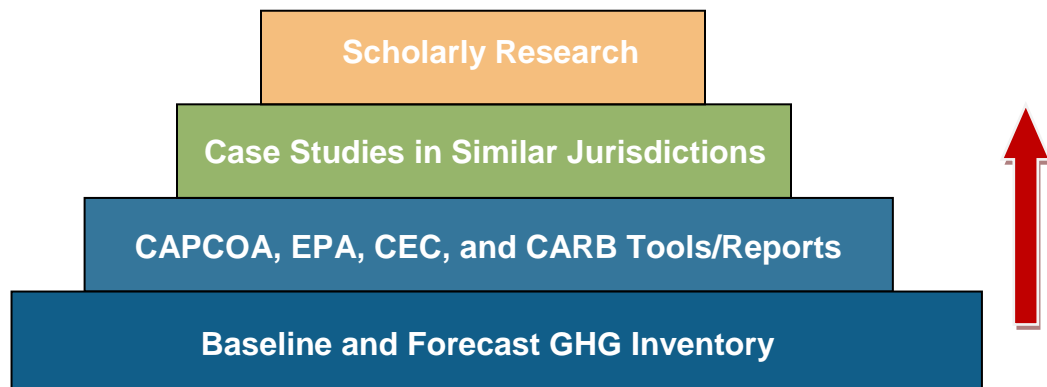 Scholarly Research
Case Studies in Similar Jurisdictions
CAPCOA, EPA, CEC, and CARB Tools/Reports
Baseline and Forecast GHG Inventory